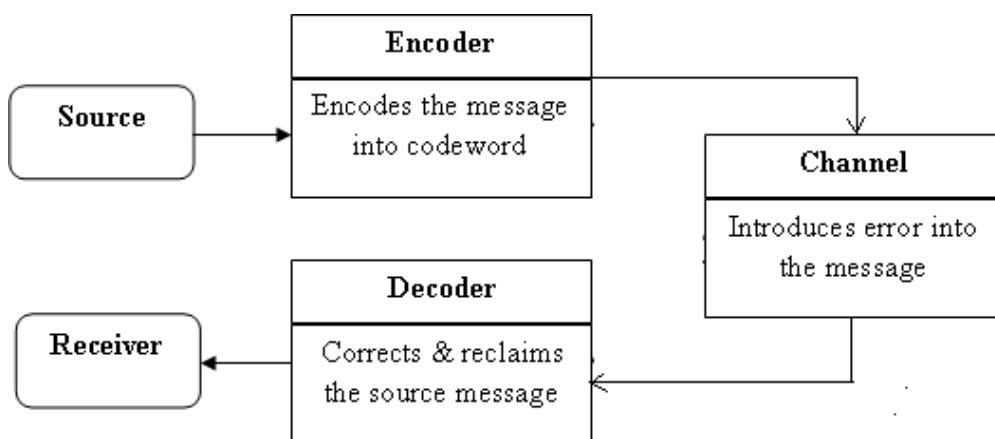 Encoder
Encodes the message
into codeword
Source
Channel
Introduces error into
the message
Decoder
Corrects & reclaims
the source message
Receiver